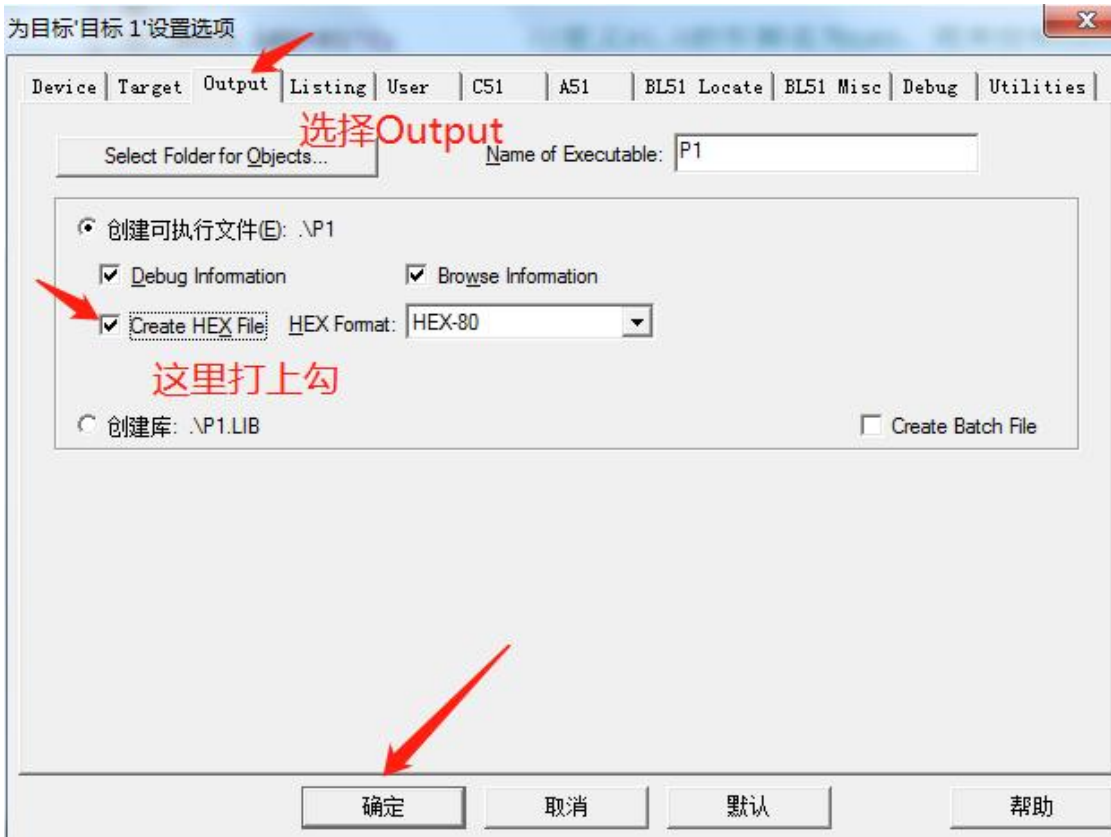 为目标'目标 1'设置选项
Device Target Output Listing User C51 A51 BL51 Locate BL51 Misc Debug Utilities
选择Output
Select Folder for Objects... Name of Executable: P1
创建可执行文件(E): .\P1
Debug Information Browse Information
Create HEX File HEX Format: HEX-80
这里打上勾
创建库: .\P1.LIB Create Batch File
确定 取消 默认 帮助